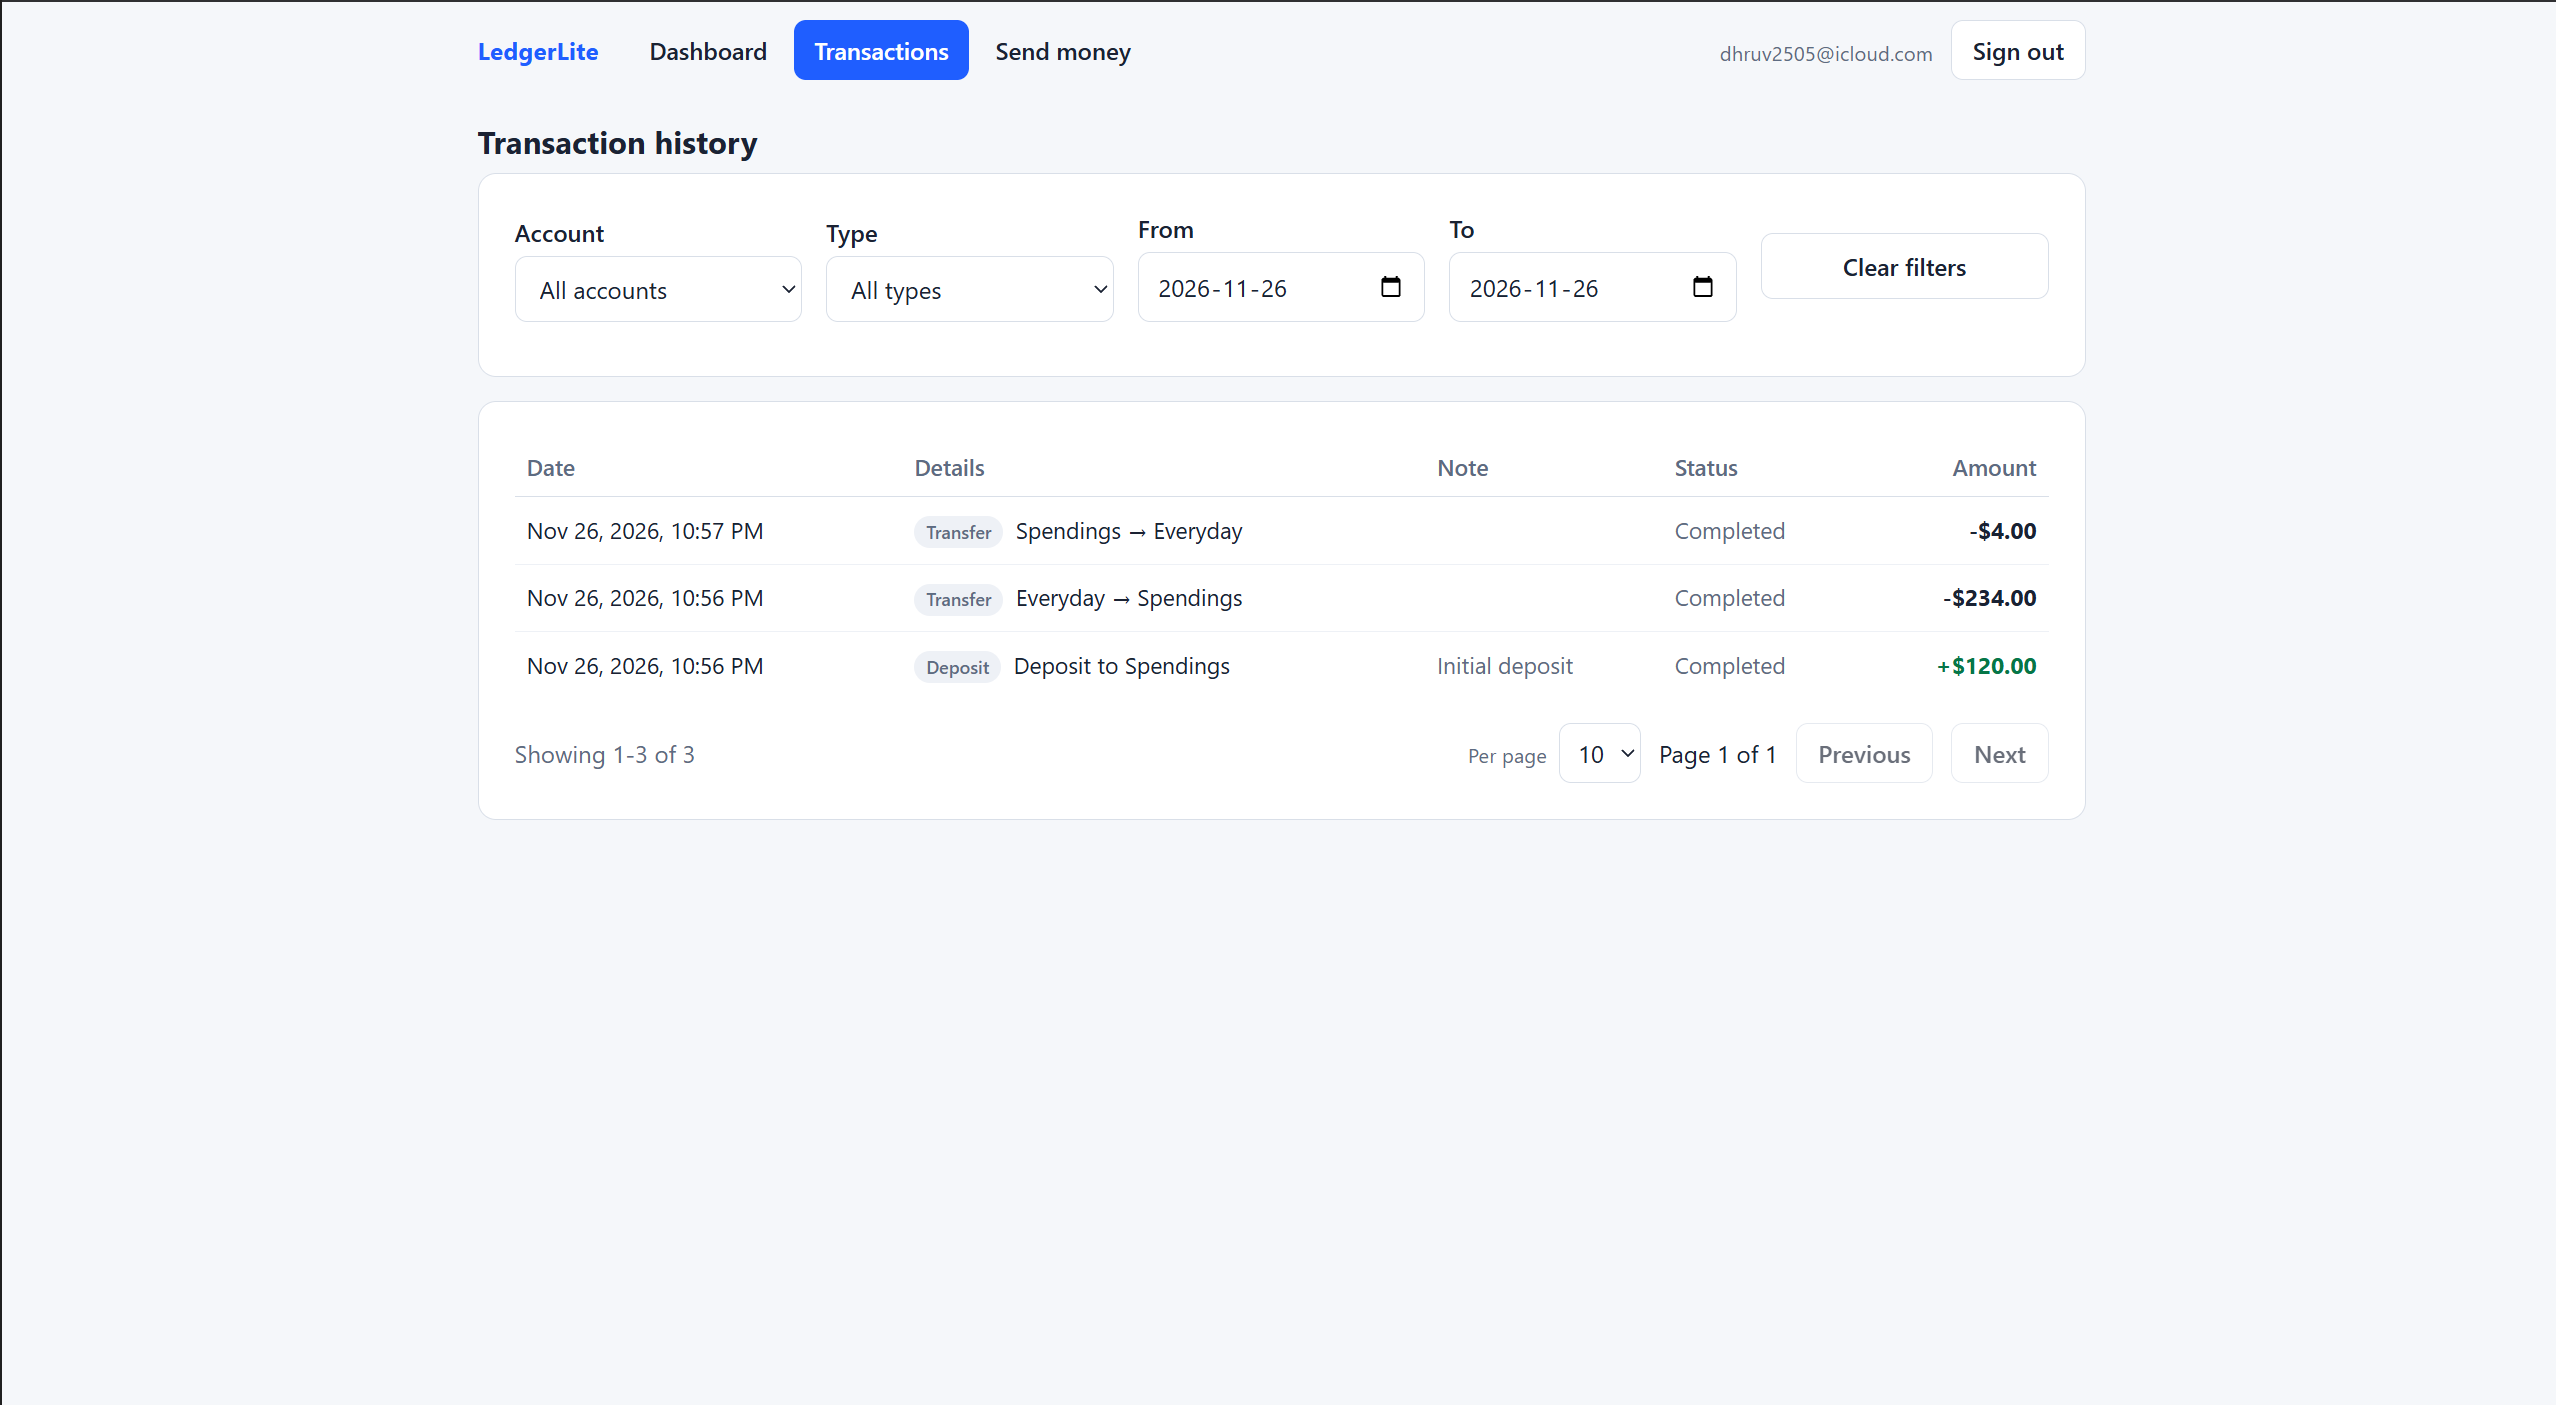 LedgerLite Dashboard Transactions Send money dhruv2505@icloud.com Sign out
Transaction history
Account Type From To
All accounts All types 2026-11-26 2026-11-26 Clear filters
Date Details Note Status Amount
Nov 26, 2026, 10:57 PM Transfer Spendings → Everyday Completed -$4.00
Nov 26, 2026, 10:56 PM Transfer Everyday → Spendings Completed -$234.00
Nov 26, 2026, 10:56 PM Deposit Deposit to Spendings Initial deposit Completed +$120.00
Showing 1-3 of 3 Per page 10 Page 1 of 1 Previous Next